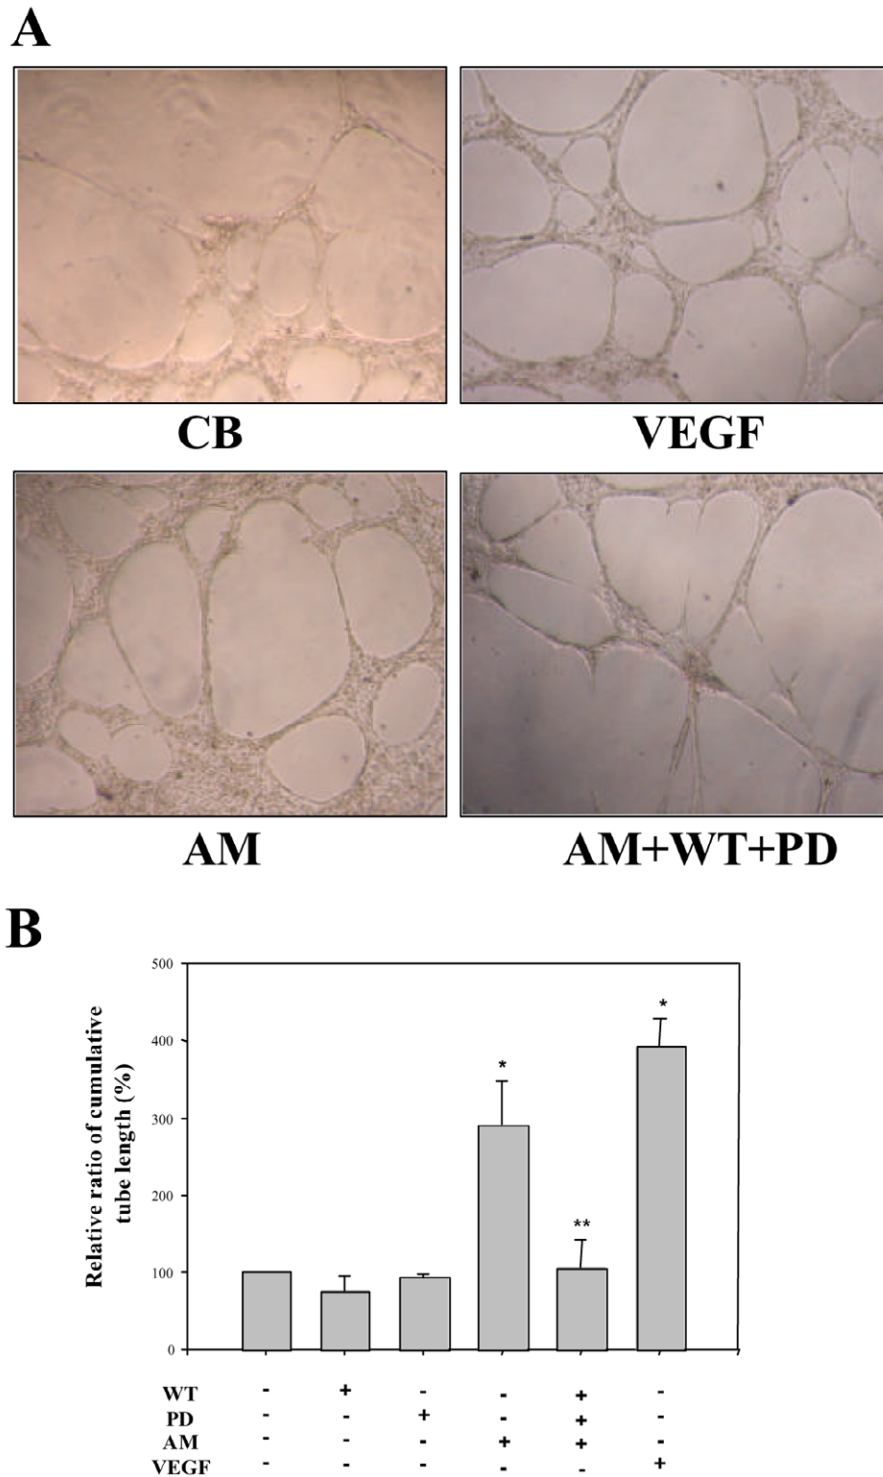 A
CB VEGF
AM AM+WT+PD
B
Relative ratio of cumulative
tube length (%)
500
400
300
200
100
0
* ** *
WT - + - - + -
PD - - + - + -
AM - - - + + -
VEGF - - - - - +